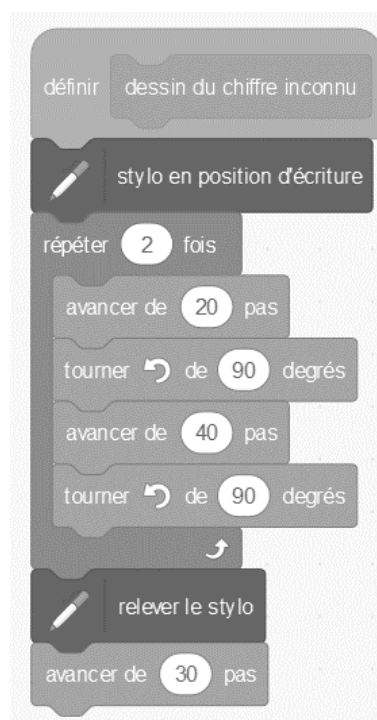 définir dessin du chiffre inconnu
stylo en position d'écriture
répéter 2 fois
avancer de 20 pas
tourner de 90 degrés
avancer de 40 pas
tourner de 90 degrés
relever le stylo
avancer de 30 pas